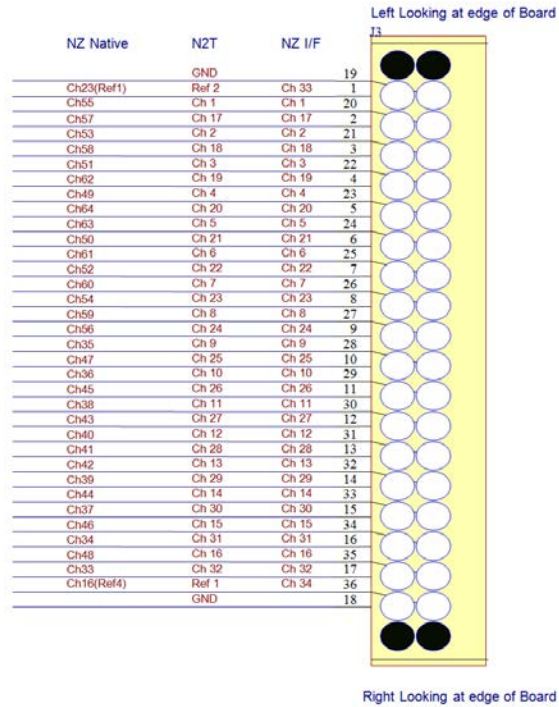 Left Looking at edge of Board
J3
NZ Native N2T NZ I/F
GND 19
Ch23(Ref1) Ref 2 Ch 33 1
Ch55 Ch 1 Ch 1 20
Ch57 Ch 17 Ch 17 2
Ch53 Ch 2 Ch 2 21
Ch58 Ch 18 Ch 18 3
Ch51 Ch 3 Ch 3 22
Ch62 Ch 19 Ch 19 4
Ch49 Ch 4 Ch 4 23
Ch64 Ch 20 Ch 20 5
Ch63 Ch 5 Ch 5 24
Ch50 Ch 21 Ch 21 6
Ch61 Ch 6 Ch 6 25
Ch52 Ch 22 Ch 22 7
Ch60 Ch 7 Ch 7 26
Ch54 Ch 23 Ch 23 8
Ch59 Ch 8 Ch 8 27
Ch56 Ch 24 Ch 24 9
Ch35 Ch 9 Ch 9 28
Ch47 Ch 25 Ch 25 10
Ch36 Ch 10 Ch 10 29
Ch45 Ch 26 Ch 26 11
Ch38 Ch 11 Ch 11 30
Ch43 Ch 27 Ch 27 12
Ch40 Ch 12 Ch 12 31
Ch41 Ch 28 Ch 28 13
Ch42 Ch 13 Ch 13 32
Ch39 Ch 29 Ch 29 14
Ch44 Ch 14 Ch 14 33
Ch37 Ch 30 Ch 30 15
Ch46 Ch 15 Ch 15 34
Ch34 Ch 31 Ch 31 16
Ch48 Ch 16 Ch 16 35
Ch33 Ch 32 Ch 32 17
Ch16(Ref4) Ref 1 Ch 34 36
GND 18
Right Looking at edge of Board